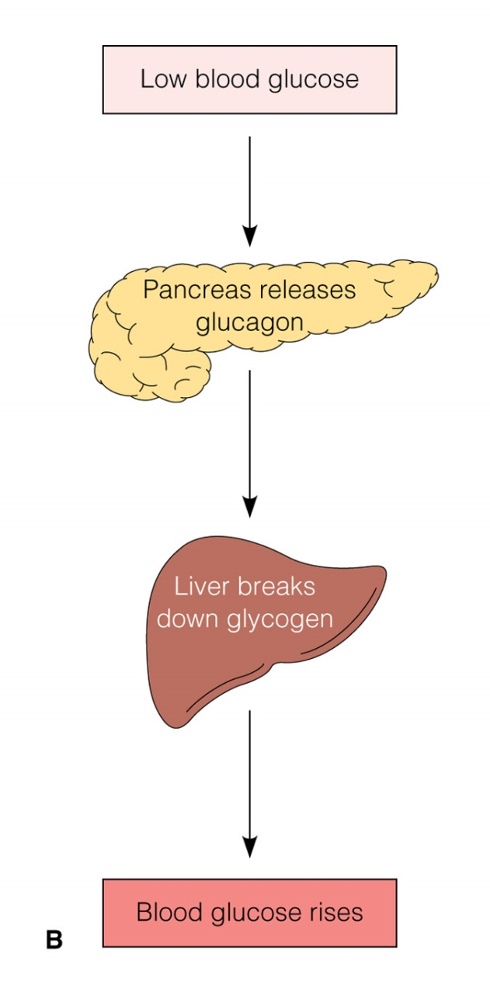 Low blood glucose
Pancreas releases
glucagon
Liver breaks
down glycogen
Blood glucose rises
B